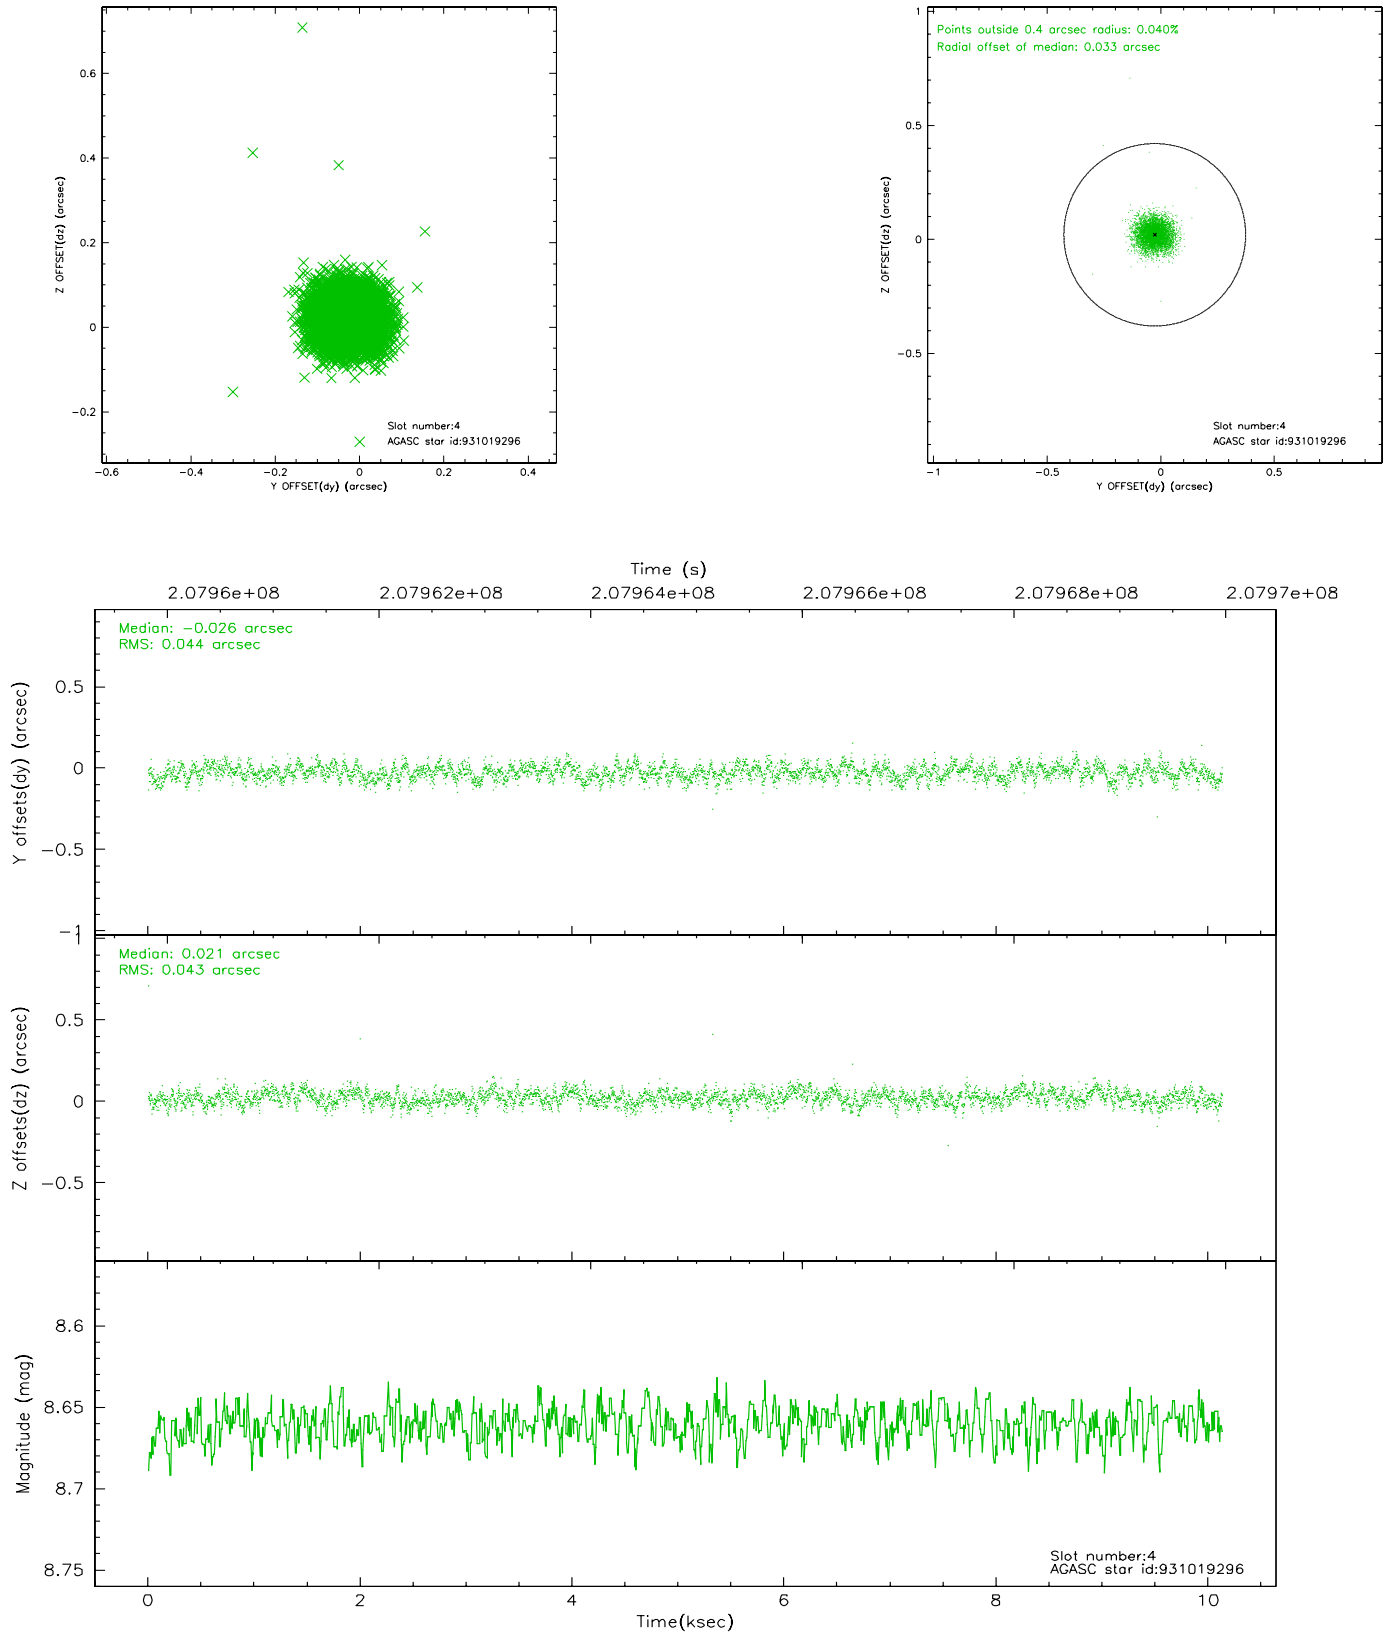 0.6
0.4
0.2
0
−0.2
−0.6 −0.4 −0.2 0 0.2 0.4
Z OFFSET(dz) (arcsec)
Y OFFSET(dy) (arcsec)
Slot number:4
AGASC star id:931019296
Points outside 0.4 arcsec radius: 0.040%
Radial offset of median: 0.033 arcsec
1
0.5
0
−0.5
−1 −0.5 0 0.5
Z OFFSET(dz) (arcsec)
Y OFFSET(dy) (arcsec)
Slot number:4
AGASC star id:931019296
Time (s)
2.0796e+08 2.07962e+08 2.07964e+08 2.07966e+08 2.07968e+08 2.0797e+08
Median: −0.026 arcsec
RMS: 0.044 arcsec
0.5
0
−0.5
−1
Y offsets(dy) (arcsec)
Median: 0.021 arcsec
RMS: 0.043 arcsec
1
0.5
0
−0.5
Z offsets(dz) (arcsec)
8.6
8.65
8.7
8.75
Magnitude (mag)
Slot number:4
AGASC star id:931019296
0 2 4 6 8 10
Time(ksec)